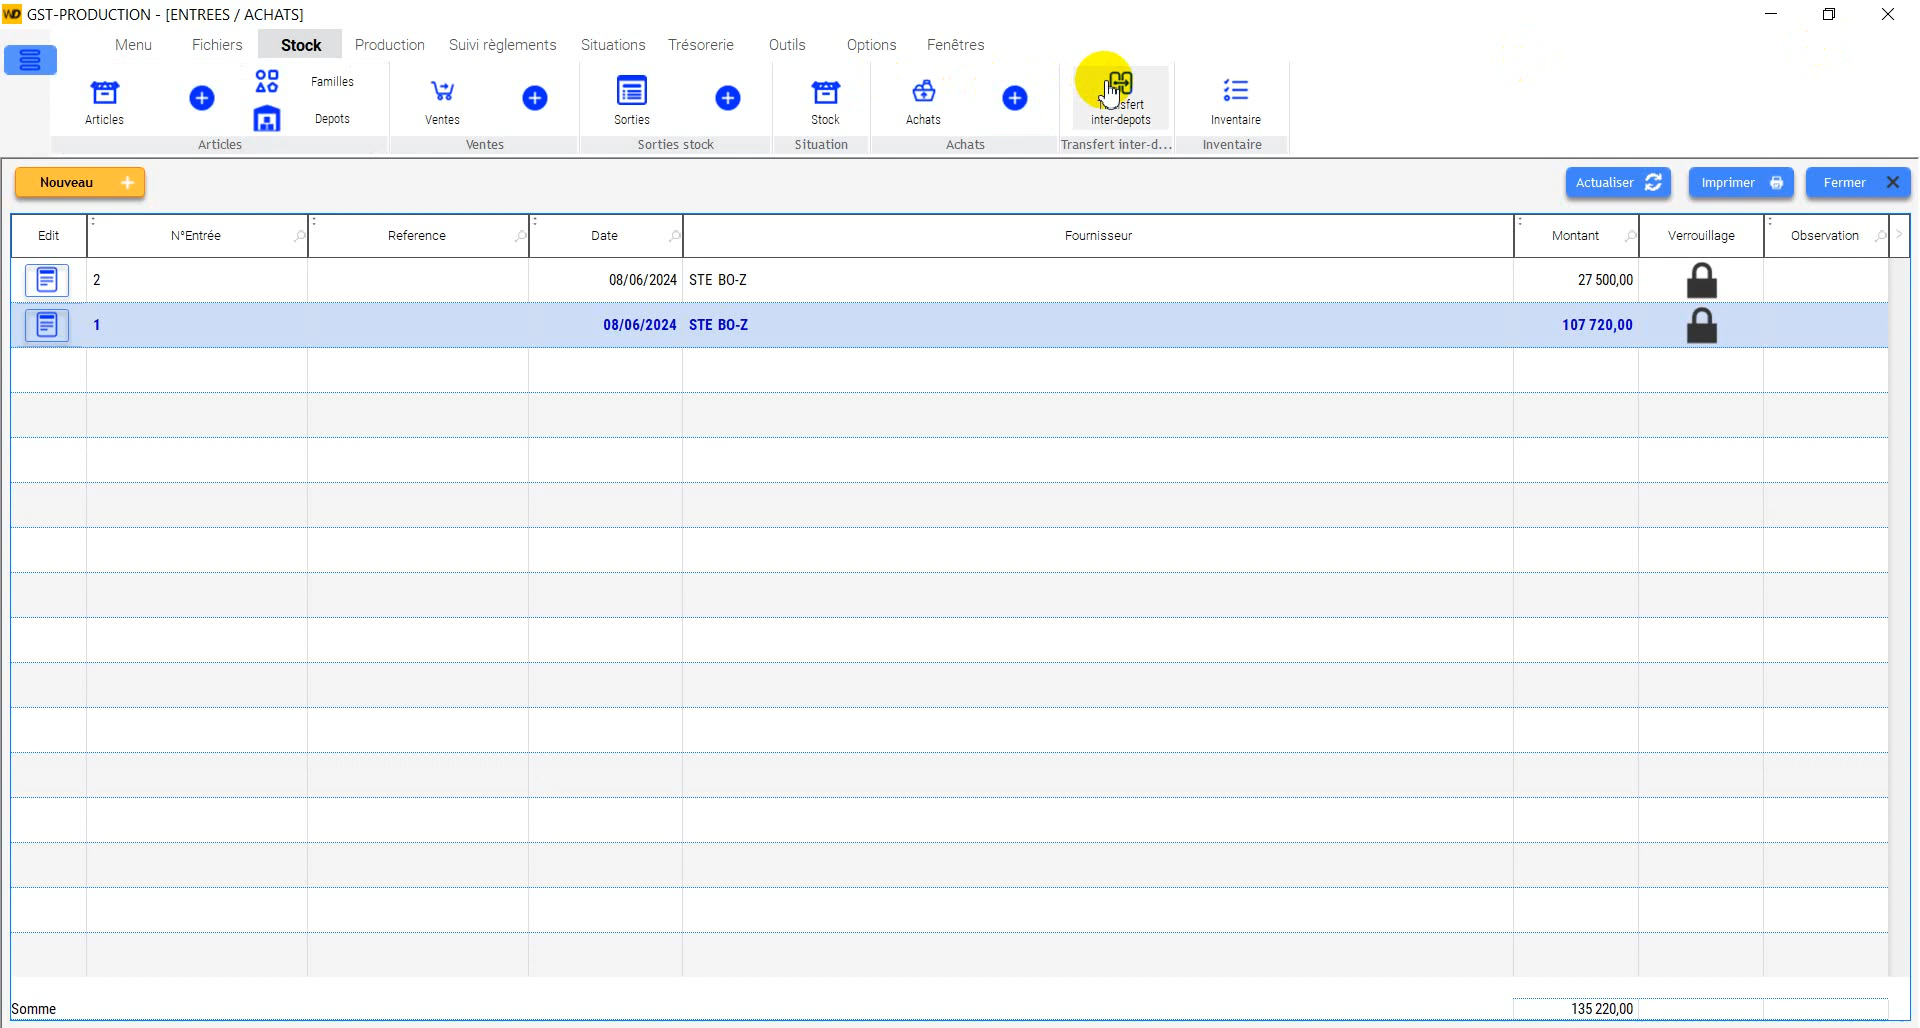 GST-PRODUCTION - [ENTREES / ACHATS]
Menu Fichiers Stock Production Suivi règlements Situations Trésorerie Outils Options Fenêtres
Articles
Familles
Depots
Ventes
Sorties
Stock
Achats
inter-depots
Inventaire
Articles Ventes Sorties stock Situation Achats Transfert inter-d... Inventaire
Nouveau Actualiser Imprimer Fermer
Edit N°Entrée Reference Date Fournisseur Montant Verrouillage Observation
2 08/06/2024 STE BO-Z 27 500,00
1 08/06/2024 STE BO-Z 107 720,00
Somme 135 220,00